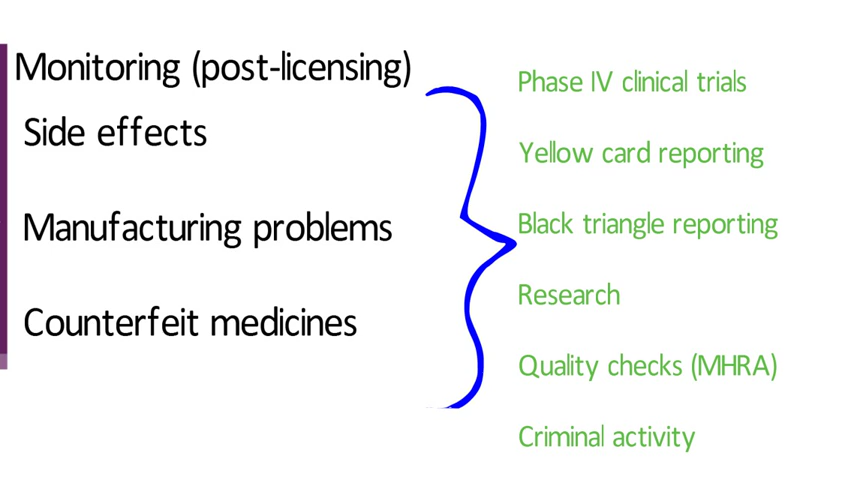 Monitoring (post-licensing)
Side effects
Manufacturing problems
Counterfeit medicines
Phase IV clinical trials
Yellow card reporting
Black triangle reporting
Research
Quality checks (MHRA)
Criminal activity